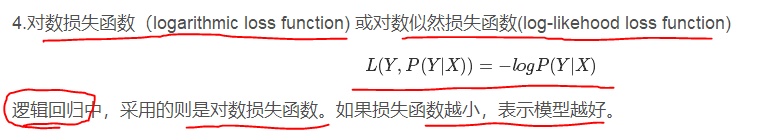 4.对数损失函数（logarithmic loss function) 或对数似然损失函数(log-likehood loss function)
L(Y, P(Y|X)) = −logP(Y|X)
逻辑回归中，采用的则是对数损失函数。如果损失函数越小，表示模型越好。